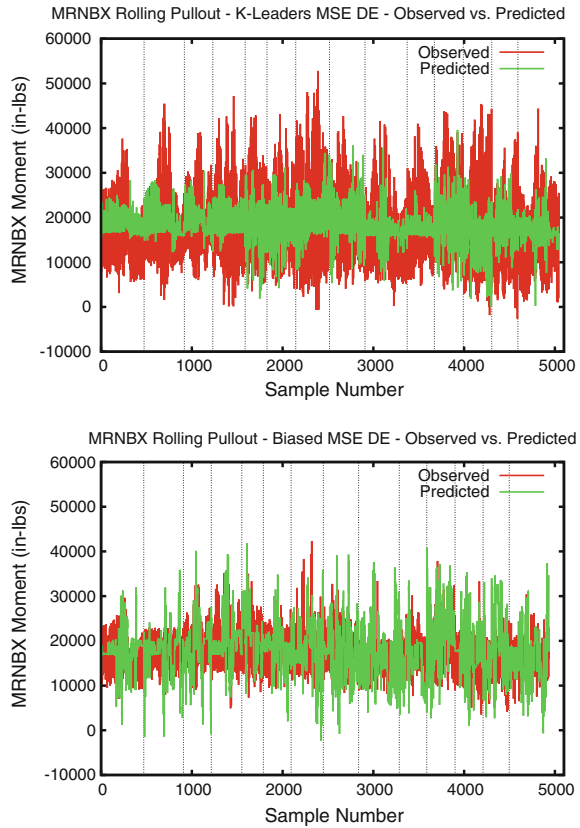 MRNBX Rolling Pullout - K-Leaders MSE DE - Observed vs. Predicted
60000
50000
40000
30000
20000
10000
0
-10000
MRNBX Moment (in-lbs)
Observed
Predicted
0 1000 2000 3000 4000 5000
Sample Number
MRNBX Rolling Pullout - Biased MSE DE - Observed vs. Predicted
60000
50000
40000
30000
20000
10000
0
-10000
MRNBX Moment (in-lbs)
Observed
Predicted
0 1000 2000 3000 4000 5000
Sample Number